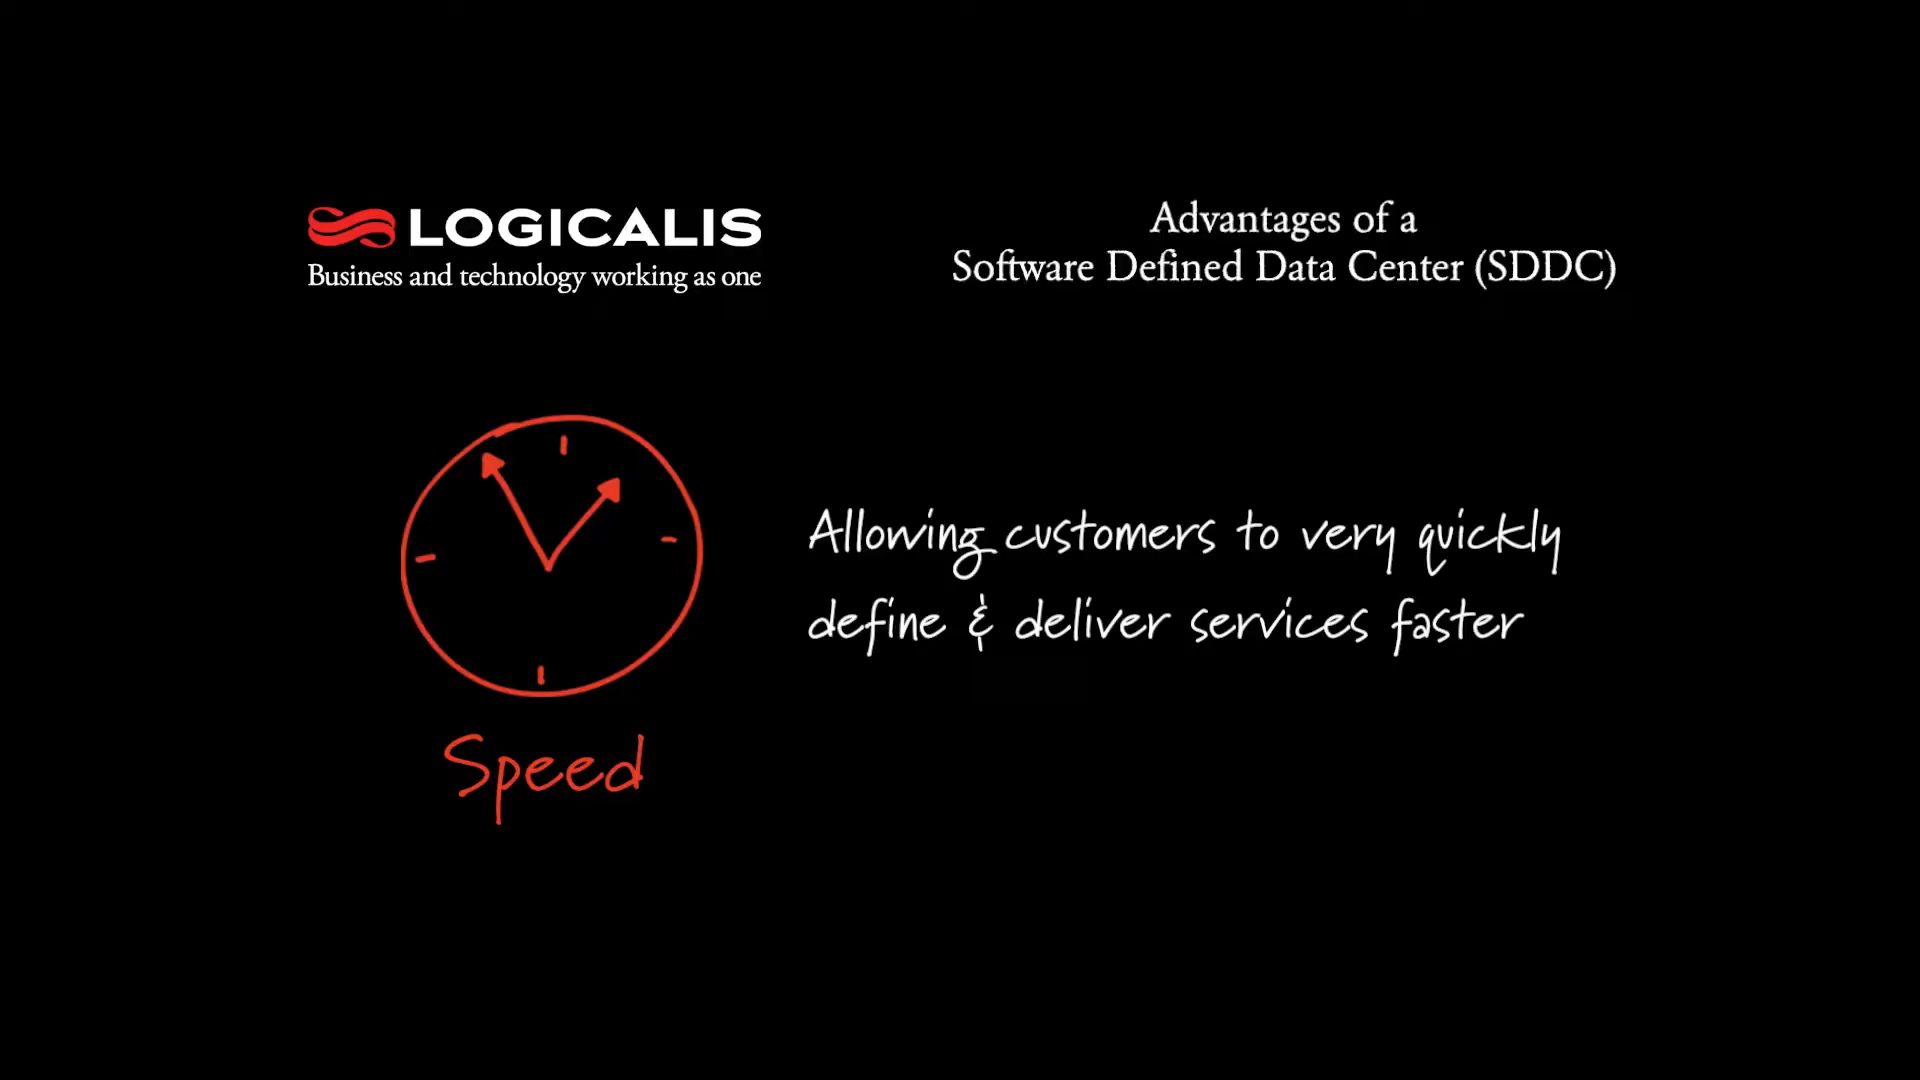 LOGICALIS
Business and technology working as one
Advantages of a
Software Defined Data Center (SDDC)
Allowing customers to very quickly
define & deliver services faster
Speed